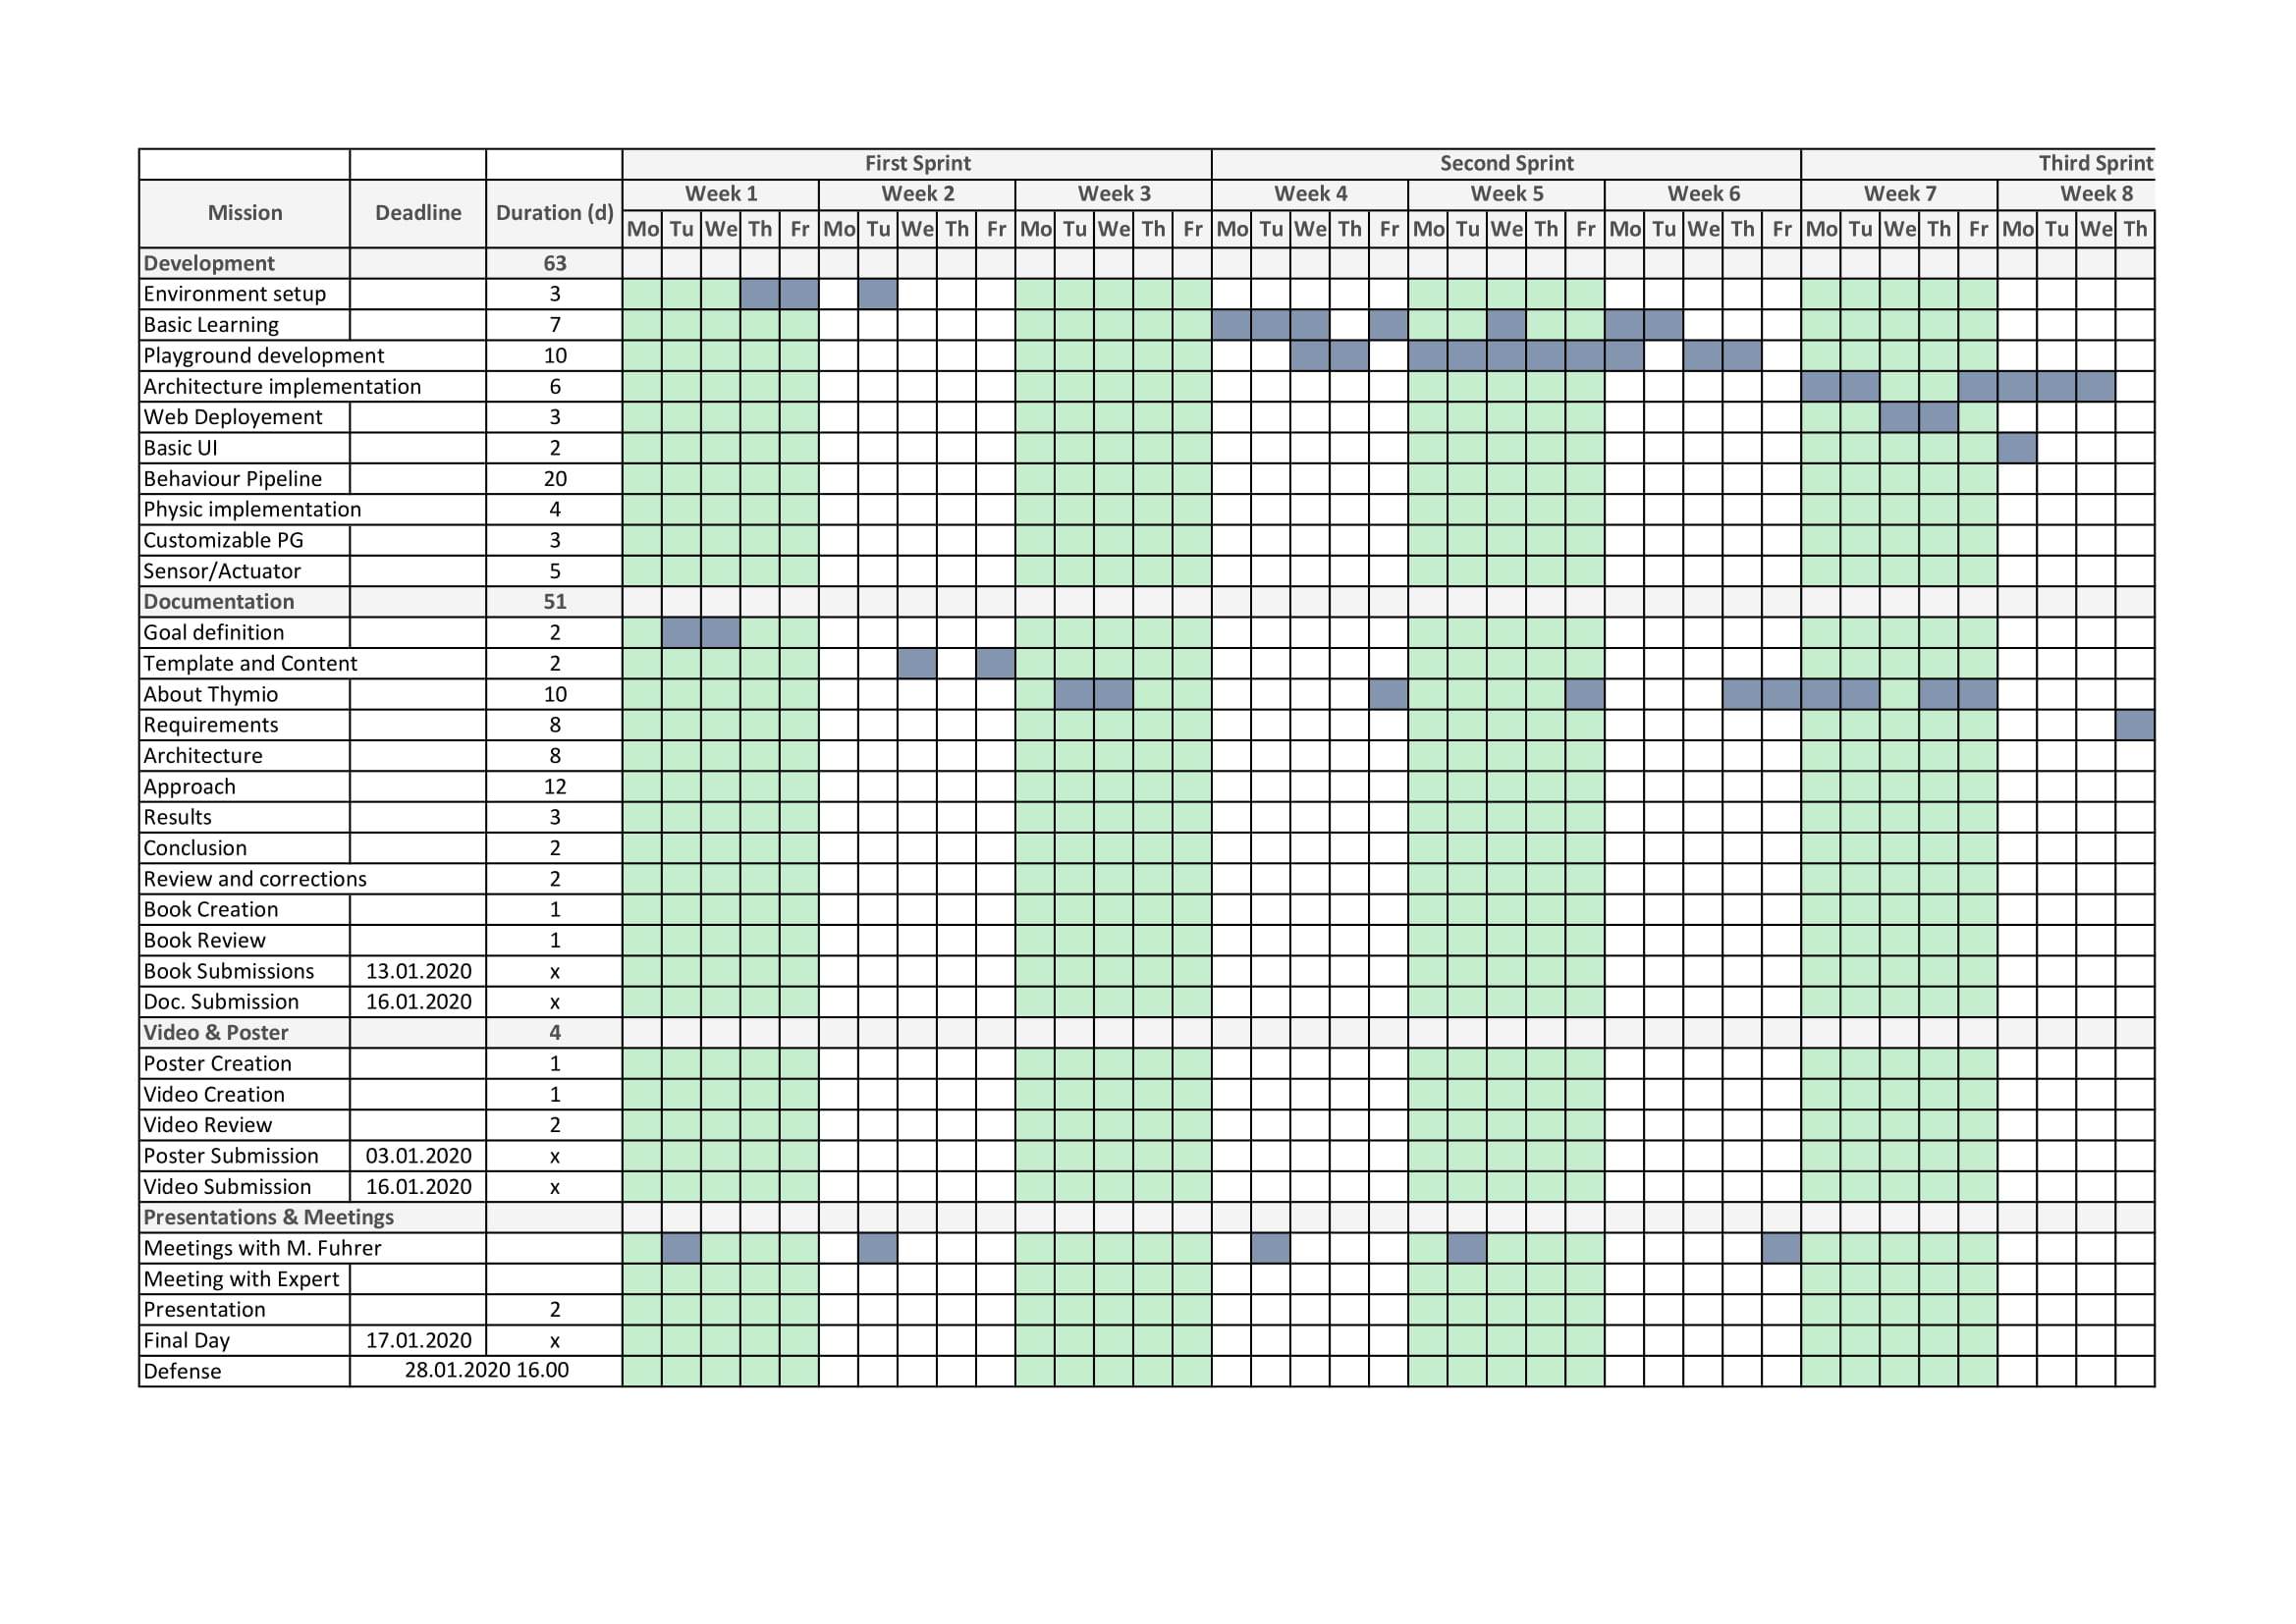 First Sprint Second Sprint Third Sprint
Mission Deadline Duration (d) Week 1 Week 2 Week 3 Week 4 Week 5 Week 6 Week 7 Week 8
Mo Tu We Th Fr Mo Tu We Th Fr Mo Tu We Th Fr Mo Tu We Th Fr Mo Tu We Th Fr Mo Tu We Th Fr Mo Tu We Th Fr Mo Tu We Th
Development 63
Environment setup 3
Basic Learning 7
Playground development 10
Architecture implementation 6
Web Deployement 3
Basic UI 2
Behaviour Pipeline 20
Physic implementation 4
Customizable PG 3
Sensor/Actuator 5
Documentation 51
Goal definition 2
Template and Content 2
About Thymio 10
Requirements 8
Architecture 8
Approach 12
Results 3
Conclusion 2
Review and corrections 2
Book Creation 1
Book Review 1
Book Submissions 13.01.2020 x
Doc. Submission 16.01.2020 x
Video & Poster 4
Poster Creation 1
Video Creation 1
Video Review 2
Poster Submission 03.01.2020 x
Video Submission 16.01.2020 x
Presentations & Meetings
Meetings with M. Fuhrer
Meeting with Expert
Presentation 2
Final Day 17.01.2020 x
Defense 28.01.2020 16.00